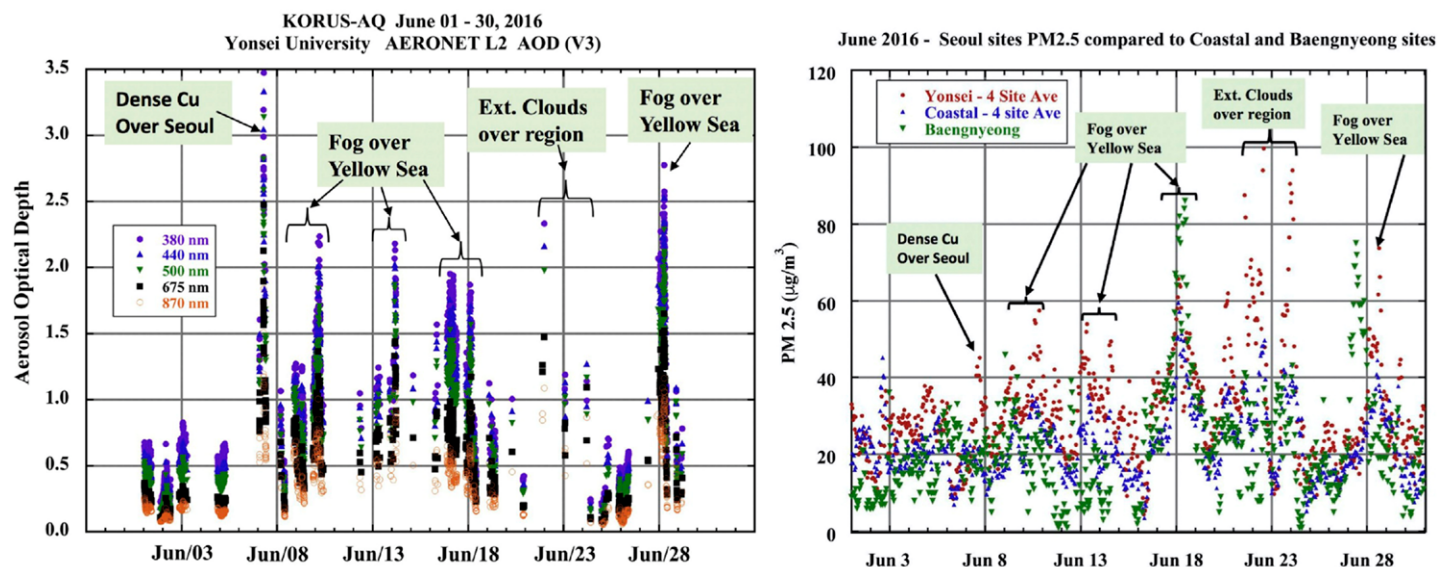 KORUS-AQ June 01 - 30, 2016
Yonsei University AERONET L2 AOD (V3)
Aerosol Optical Depth
3.5
3.0
2.5
2.0
1.5
1.0
0.5
0.0
Dense Cu
Over Seoul
Fog over
Yellow Sea
Ext. Clouds
over region
Fog over
Yellow Sea
380 nm
440 nm
500 nm
675 nm
870 nm
Jun/03 Jun/08 Jun/13 Jun/18 Jun/23 Jun/28
June 2016 - Seoul sites PM2.5 compared to Coastal and Baengnyeong sites
PM 2.5 (μg/m³)
120
100
80
60
40
20
0
Yonsei - 4 Site Ave
Coastal - 4 site Ave
Baengnyeong
Dense Cu
Over Seoul
Fog over
Yellow Sea
Ext. Clouds
over region
Fog over
Yellow Sea
Jun 3 Jun 8 Jun 13 Jun 18 Jun 23 Jun 28